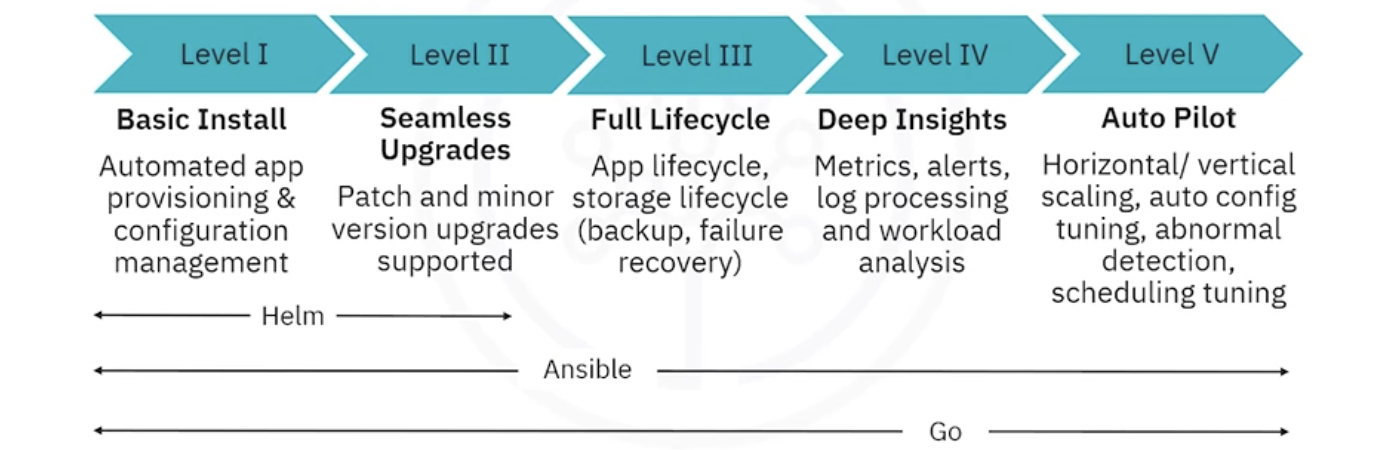 Level I
Level II
Level III
Level IV
Level V
Basic Install
Automated app
provisioning &
configuration
management
Seamless
Upgrades
Patch and minor
version upgrades
supported
Full Lifecycle
App lifecycle,
storage lifecycle
(backup, failure
recovery)
Deep Insights
Metrics, alerts,
log processing
and workload
analysis
Auto Pilot
Horizontal/ vertical
scaling, auto config
tuning, abnormal
detection,
scheduling tuning
Helm
Ansible
Go